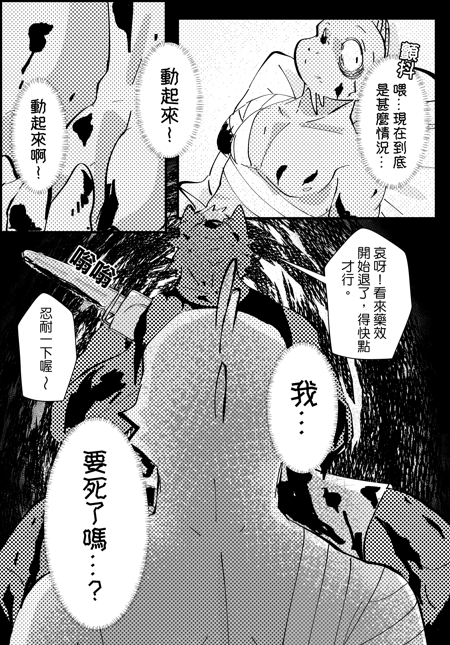 顫抖
喂…現在到底
是甚麼情況…
動起來～
動起來啊～
哀呀！看來藥效
開始退了，得快點
才行。
嗡嗡
忍耐一下喔～
我…
要死了嗎…？